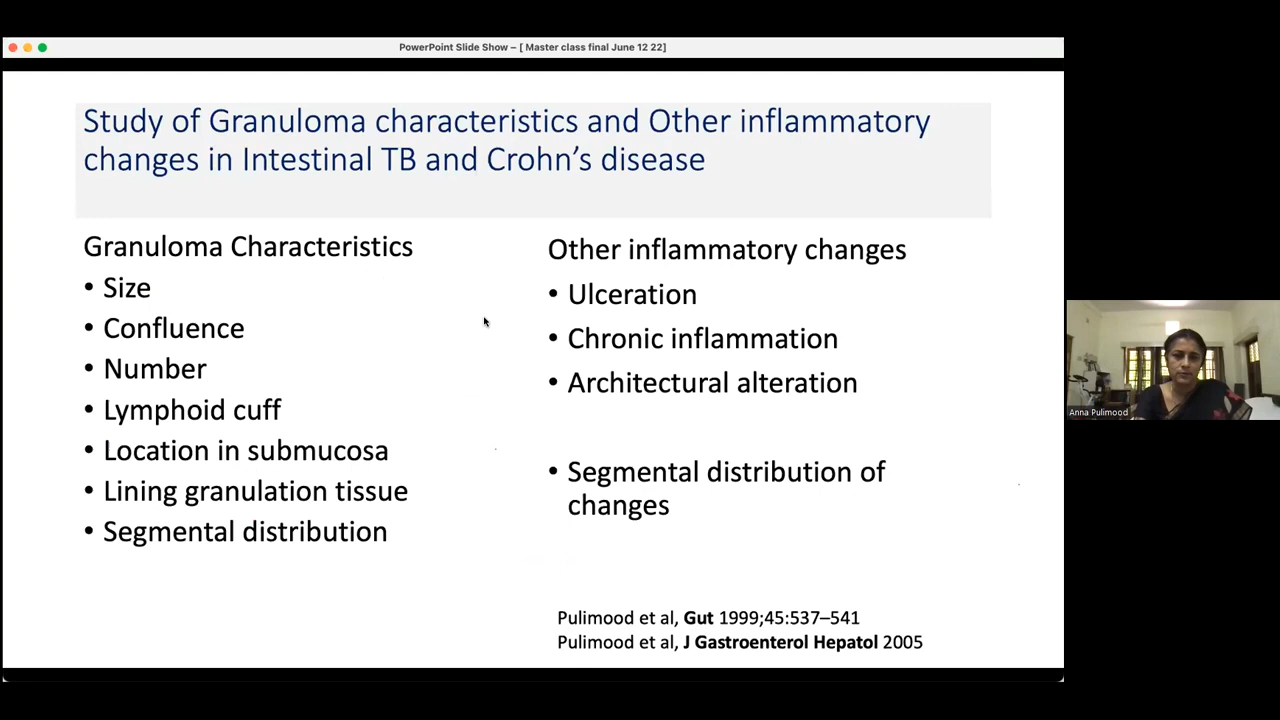 PowerPoint Slide Show – [ Master class final June 12 22]
Study of Granuloma characteristics and Other inflammatory
changes in Intestinal TB and Crohn’s disease
Granuloma Characteristics
• Size
• Confluence
• Number
• Lymphoid cuff
• Location in submucosa
• Lining granulation tissue
• Segmental distribution
Other inflammatory changes
• Ulceration
• Chronic inflammation
• Architectural alteration
• Segmental distribution of
changes
Pulimood et al, Gut 1999;45:537–541
Pulimood et al, J Gastroenterol Hepatol 2005
Anna Pulimood